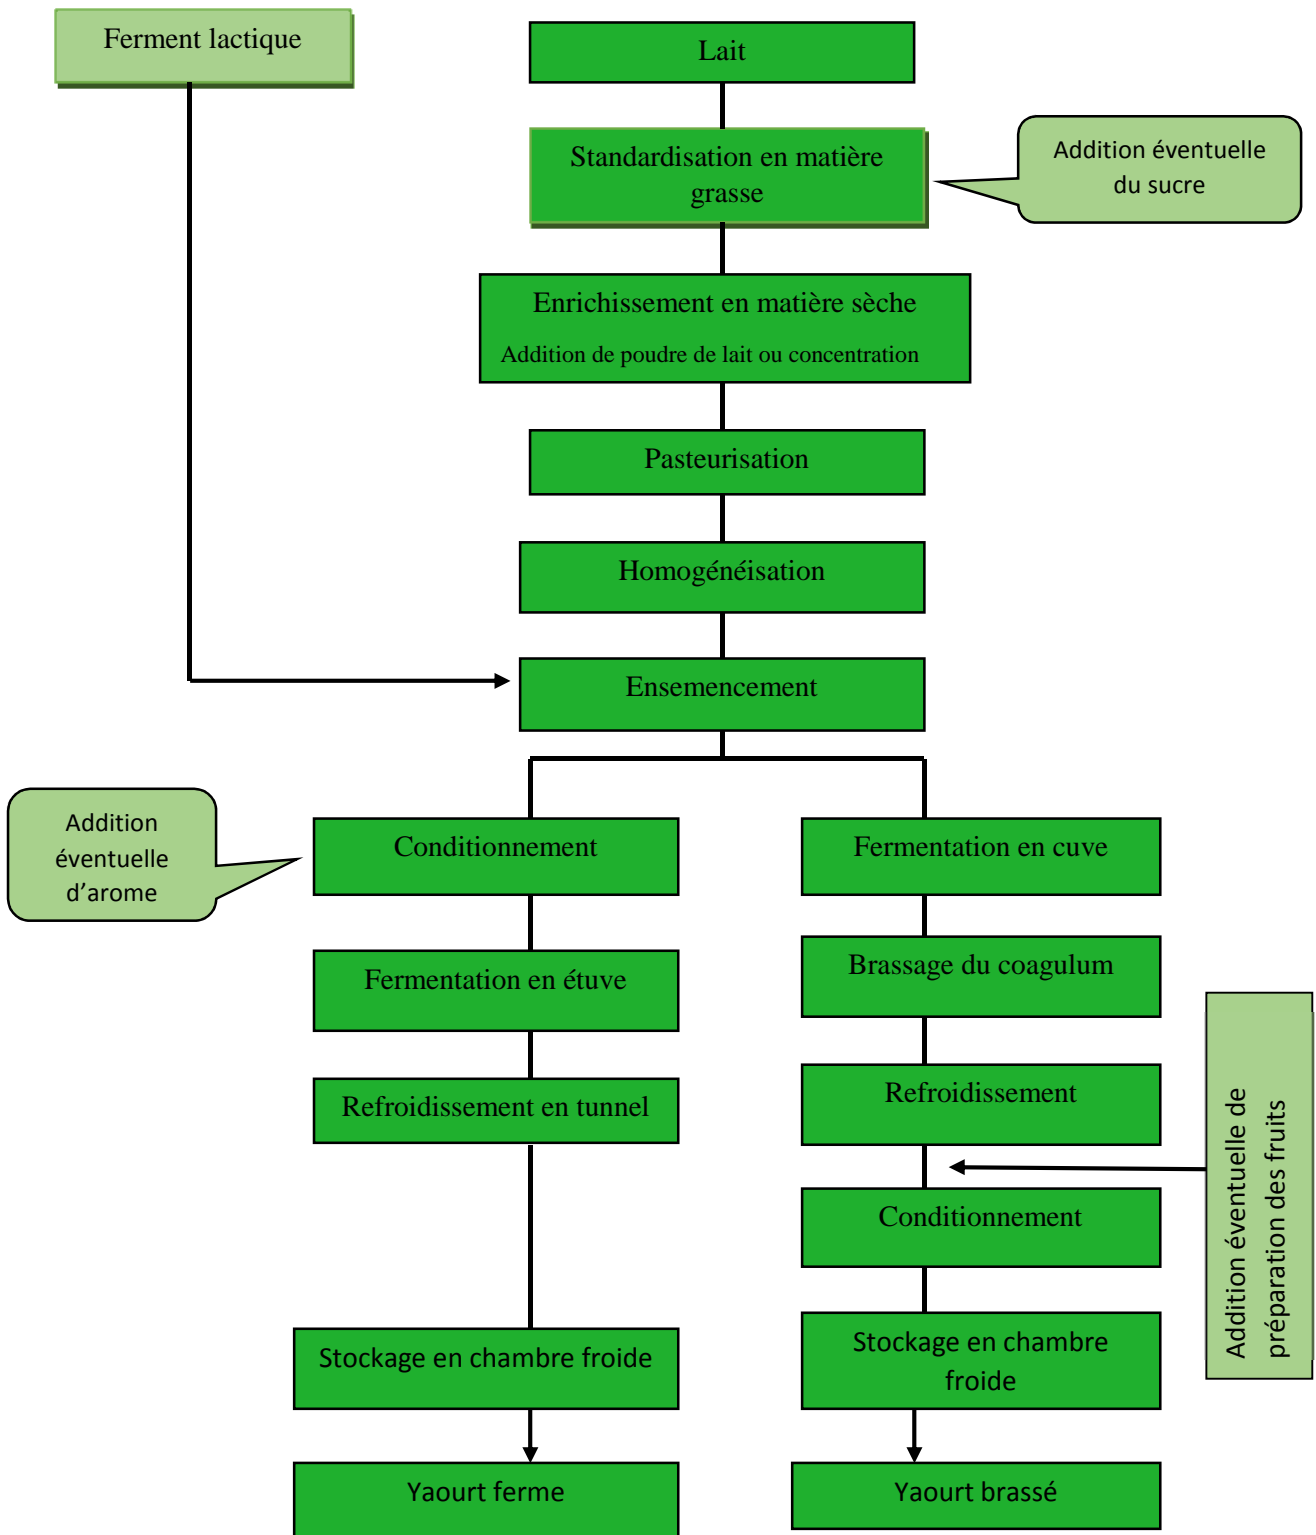 Ferment lactique
Lait
Standardisation en matière
grasse
Addition éventuelle
du sucre
Enrichissement en matière sèche
Addition de poudre de lait ou concentration
Pasteurisation
Homogénéisation
Ensemencement
Addition
éventuelle
d’arome
Conditionnement
Fermentation en étuve
Refroidissement en tunnel
Stockage en chambre froide
Yaourt ferme
Fermentation en cuve
Brassage du coagulum
Refroidissement
Addition éventuelle de
préparation des fruits
Conditionnement
Stockage en chambre
froide
Yaourt brassé